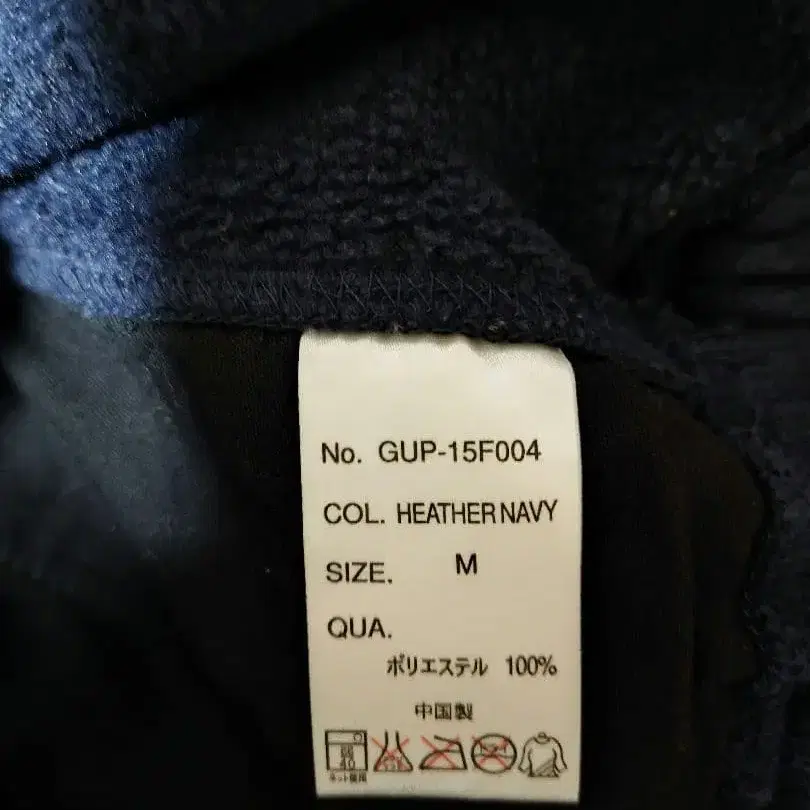 No. GUP-15F004
COL. HEATHER NAVY
SIZE. M
QUA.
ポリエステル 100%
中国製
40
ネット使用